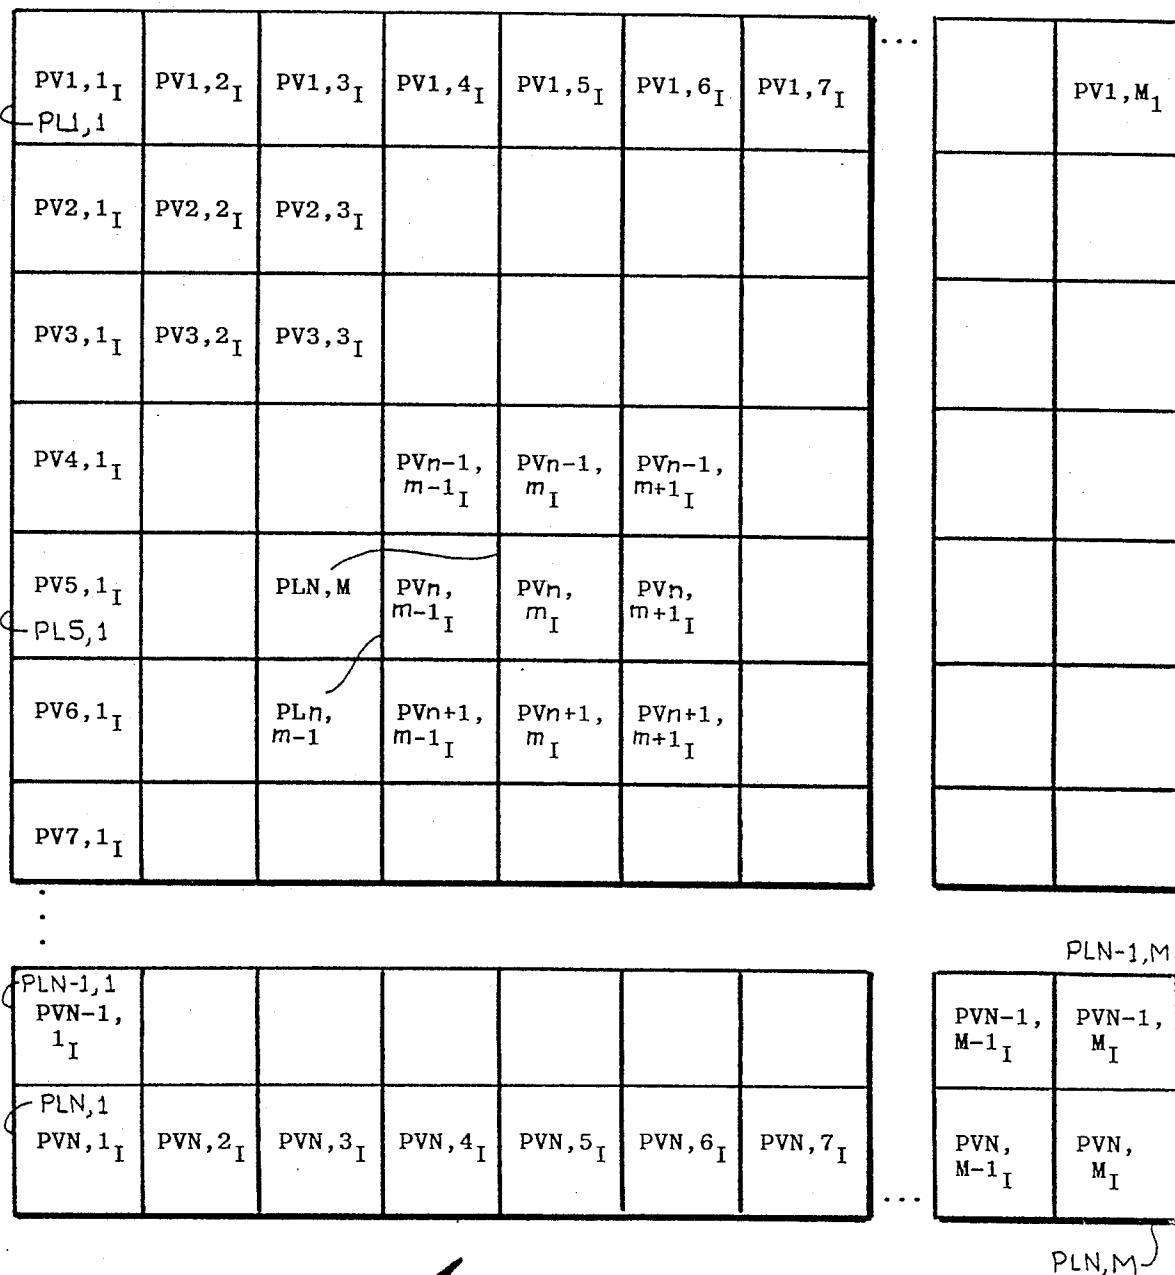 PV1,1I PV1,2I PV1,3I PV1,4I PV1,5I PV1,6I PV1,7I ... PV1,M1
PL1,1
PV2,1I PV2,2I PV2,3I
PV3,1I PV3,2I PV3,3I
PV4,1I PVn-1, PVn-1, PVn-1,
m-1I mI m+1I
PV5,1I PLN,M PVn, PVn, PVn,
PL5,1 m-1I mI m+1I
PV6,1I PLn, PVn+1, PVn+1, PVn+1,
m-1 m-1I mI m+1I
PV7,1I
PLN-1,M
PLN-1,1
PVN-1, PVN-1, PVN-1,
1I M-1I MI
PLN,1
PVN,1I PVN,2I PVN,3I PVN,4I PVN,5I PVN,6I PVN,7I ... PVN, PVN,
M-1I MI
PLN,M